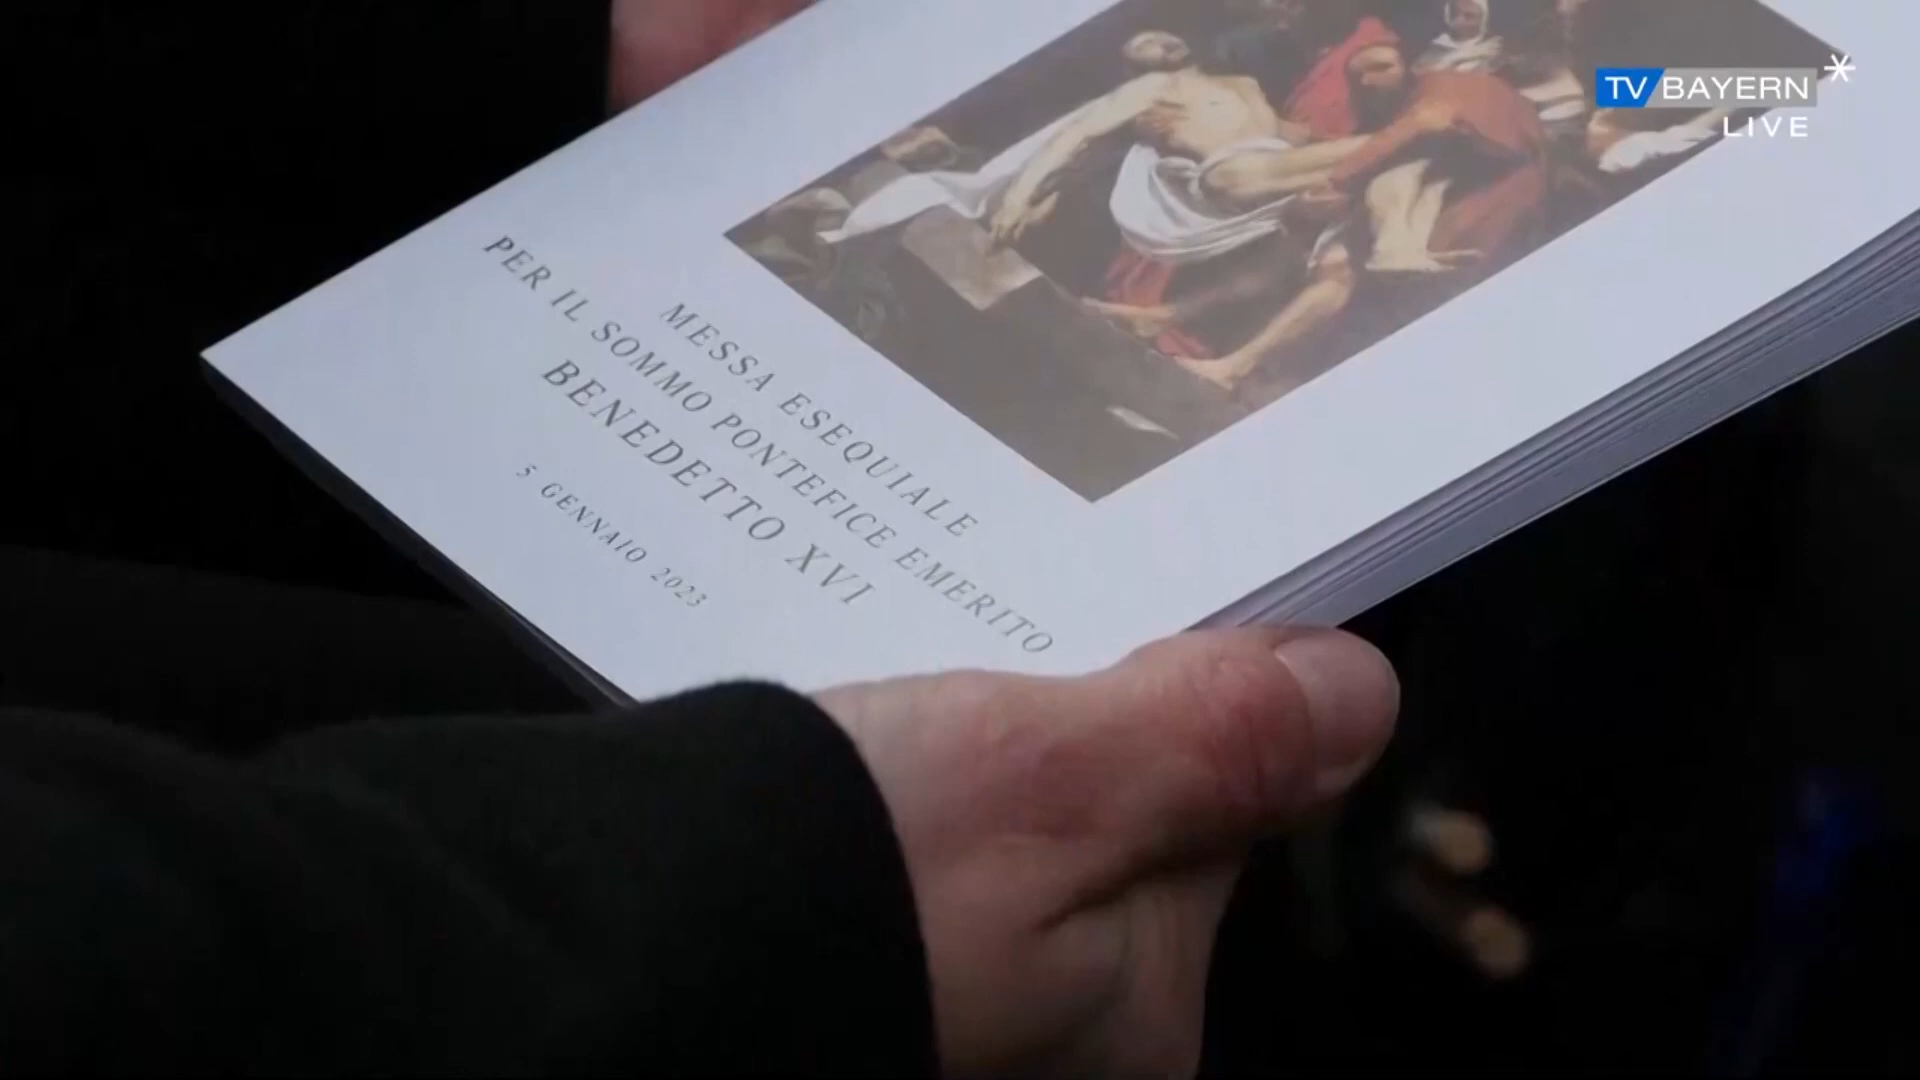 TV BAYERN
LIVE
MESSA ESEQUIALE
PER IL SOMMO PONTEFICE EMERITO
BENEDETTO XVI
5 GENNAIO 2023